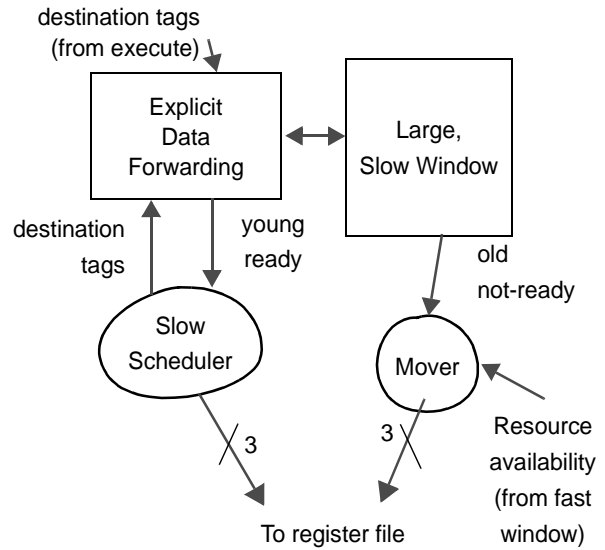 destination tags
(from execute)
Explicit
Data
Forwarding
Large,
Slow Window
destination
tags
young
ready
old
not-ready
Slow
Scheduler
Mover
3
3
Resource
availability
(from fast
window)
To register file